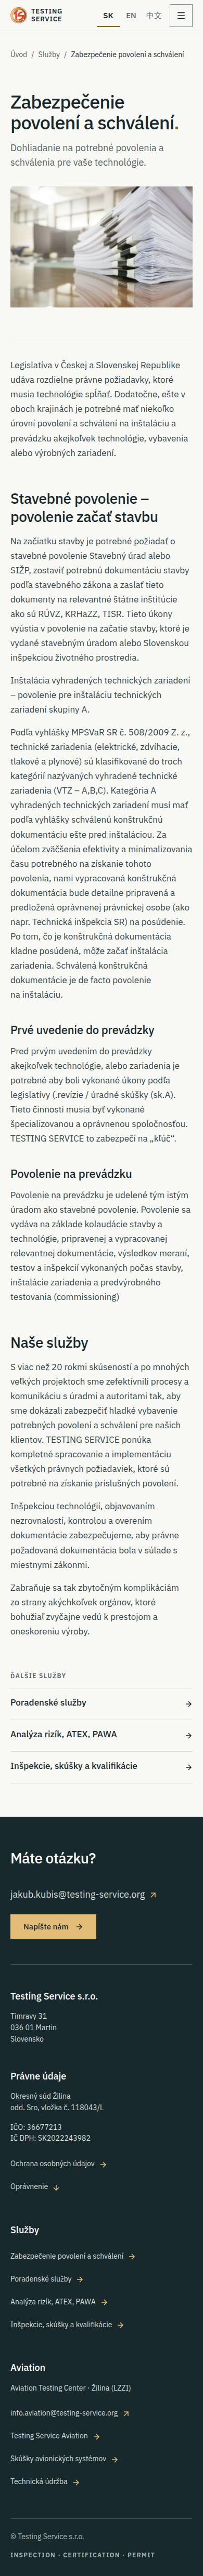 TESTING
SERVICE
SK EN 中文
Úvod / Služby / Zabezpečenie povolení a schválení
Zabezpečenie
povolení a schválení.
Dohliadanie na potrebné povolenia a
schválenia pre vaše technológie.
Legislatíva v Českej a Slovenskej Republike
udáva rozdielne právne požiadavky, ktoré
musia technológie spĺňať. Dodatočne, ešte v
oboch krajinách je potrebné mať niekoľko
úrovní povolení a schválení na inštaláciu a
prevádzku akejkoľvek technológie, vybavenia
alebo výrobných zariadení.
Stavebné povolenie –
povolenie začať stavbu
Na začiatku stavby je potrebné požiadať o
stavebné povolenie Stavebný úrad alebo
SIŽP, zostaviť potrebnú dokumentáciu stavby
podľa stavebného zákona a zaslať tieto
dokumenty na relevantné štátne inštitúcie
ako sú RÚVZ, KRHaZZ, TISR. Tieto úkony
vyústia v povolenie na začatie stavby, ktoré je
vydané stavebným úradom alebo Slovenskou
inšpekciou životného prostredia.
Inštalácia vyhradených technických zariadení
– povolenie pre inštaláciu technických
zariadení skupiny A.
Podľa vyhlášky MPSVaR SR č. 508/2009 Z. z.,
technické zariadenia (elektrické, zdvíhacie,
tlakové a plynové) sú klasifikované do troch
kategórií nazývaných vyhradené technické
zariadenia (VTZ – A,B,C). Kategória A
vyhradených technických zariadení musí mať
podľa vyhlášky schválenú konštrukčnú
dokumentáciu ešte pred inštaláciou. Za
účelom zväčšenia efektivity a minimalizovania
času potrebného na získanie tohoto
povolenia, nami vypracovaná konštrukčná
dokumentácia bude detailne pripravená a
predložená oprávnenej právnickej osobe (ako
napr. Technická inšpekcia SR) na posúdenie.
Po tom, čo je konštrukčná dokumentácia
kladne posúdená, môže začať inštalácia
zariadenia. Schválená konštrukčná
dokumentácia je de facto povolenie
na inštaláciu.
Prvé uvedenie do prevádzky
Pred prvým uvedením do prevádzky
akejkoľvek technológie, alebo zariadenia je
potrebné aby boli vykonané úkony podľa
legislatívy (.revízie / úradné skúšky (sk.A).
Tieto činnosti musia byť vykonané
špecializovanou a oprávnenou spoločnosťou.
TESTING SERVICE to zabezpečí na „kľúč“.
Povolenie na prevádzku
Povolenie na prevádzku je udelené tým istým
úradom ako stavebné povolenie. Povolenie sa
vydáva na základe kolaudácie stavby a
technológie, pripravenej a vypracovanej
relevantnej dokumentácie, výsledkov meraní,
testov a inšpekcií vykonaných počas stavby,
inštalácie zariadenia a predvýrobného
testovania (commissioning)
Naše služby
S viac než 20 rokmi skúseností a po mnohých
veľkých projektoch sme zefektívnili procesy a
komunikáciu s úradmi a autoritami tak, aby
sme dokázali zabezpečiť hladké vybavenie
potrebných povolení a schválení pre našich
klientov. TESTING SERVICE ponúka
kompletné spracovanie a implementáciu
všetkých právnych požiadaviek, ktoré sú
potrebné na získanie príslušných povolení.
Inšpekciou technológií, objavovaním
nezrovnalostí, kontrolou a overením
dokumentácie zabezpečujeme, aby právne
požadovaná dokumentácia bola v súlade s
miestnymi zákonmi.
Zabraňuje sa tak zbytočným komplikáciám
zo strany akýchkoľvek orgánov, ktoré
bohužiaľ zvyčajne vedú k prestojom a
oneskoreniu výroby.
ĎALŠIE SLUŽBY
Poradenské služby →
Analýza rizík, ATEX, PAWA →
Inšpekcie, skúšky a kvalifikácie →
Máte otázku?
jakub.kubis@testing-service.org ↗
Napíšte nám →
Testing Service s.r.o.
Timravy 31
036 01 Martin
Slovensko
Právne údaje
Okresný súd Žilina
odd. Sro, vložka č. 118043/L
IČO: 36677213
IČ DPH: SK2022243982
Ochrana osobných údajov →
Oprávnenie ↓
Služby
Zabezpečenie povolení a schválení →
Poradenské služby →
Analýza rizík, ATEX, PAWA →
Inšpekcie, skúšky a kvalifikácie →
Aviation
Aviation Testing Center · Žilina (LZZI)
info.aviation@testing-service.org ↗
Testing Service Aviation →
Skúšky avionických systémov →
Technická údržba →
© Testing Service s.r.o.
INSPECTION · CERTIFICATION · PERMIT